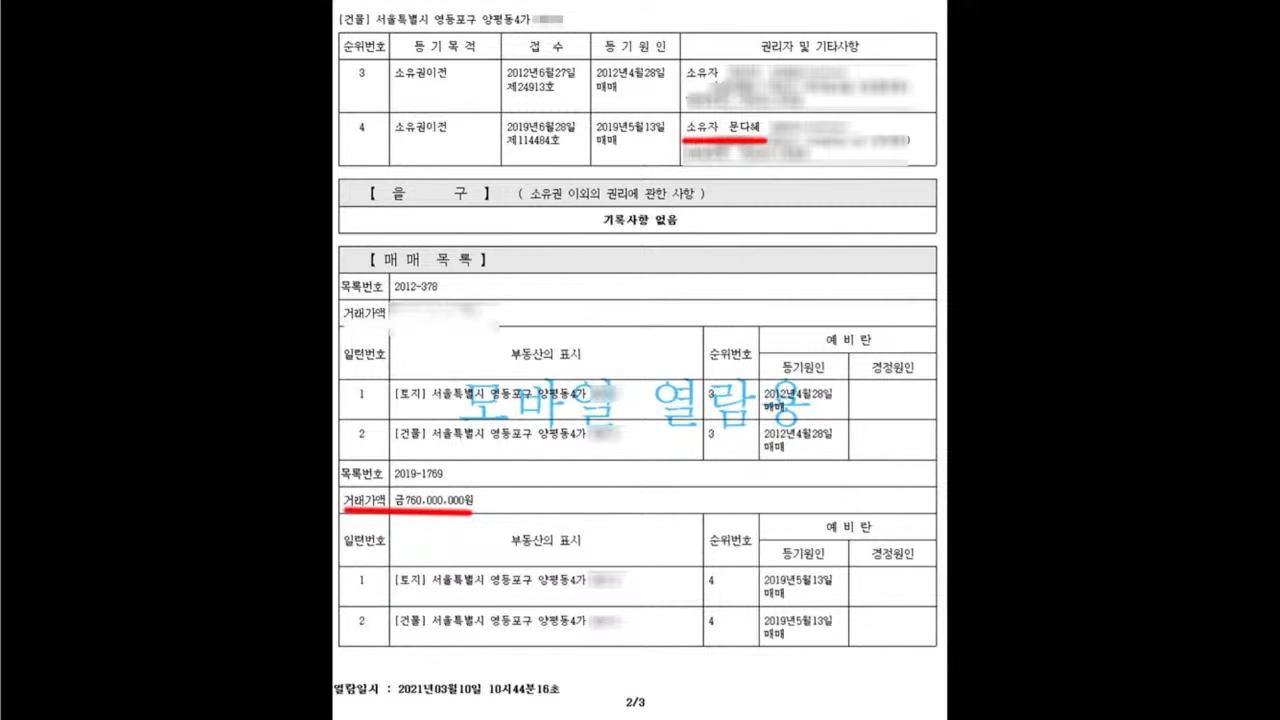 [건물] 서울특별시 영등포구 양평동4가
순위번호 등 기 목 적 접 수 등 기 원 인 권리자 및 기타사항
3 소유권이전 2012년6월27일 2012년4월28일 소유자
제24913호 매매
4 소유권이전 2019년6월28일 2019년5월13일 소유자 문다혜
제114484호 매매
【 을 구 】 ( 소유권 이외의 권리에 관한 사항 )
기록사항 없음
【 매 매 목 록 】
목록번호 2012-378
거래가액
일련번호 부동산의 표시 순위번호 예 비 란
등기원인 경정원인
1 [토지] 서울특별시 영등포구 양평동4가 3 2012년4월28일
매매
모바일 열람용
2 [건물] 서울특별시 영등포구 양평동4가 3 2012년4월28일
매매
목록번호 2019-1769
거래가액 금760,000,000원
일련번호 부동산의 표시 순위번호 예 비 란
등기원인 경정원인
1 [토지] 서울특별시 영등포구 양평동4가 4 2019년5월13일
매매
2 [건물] 서울특별시 영등포구 양평동4가 4 2019년5월13일
매매
열람일시 : 2021년03월10일 10시44분16초
2/3